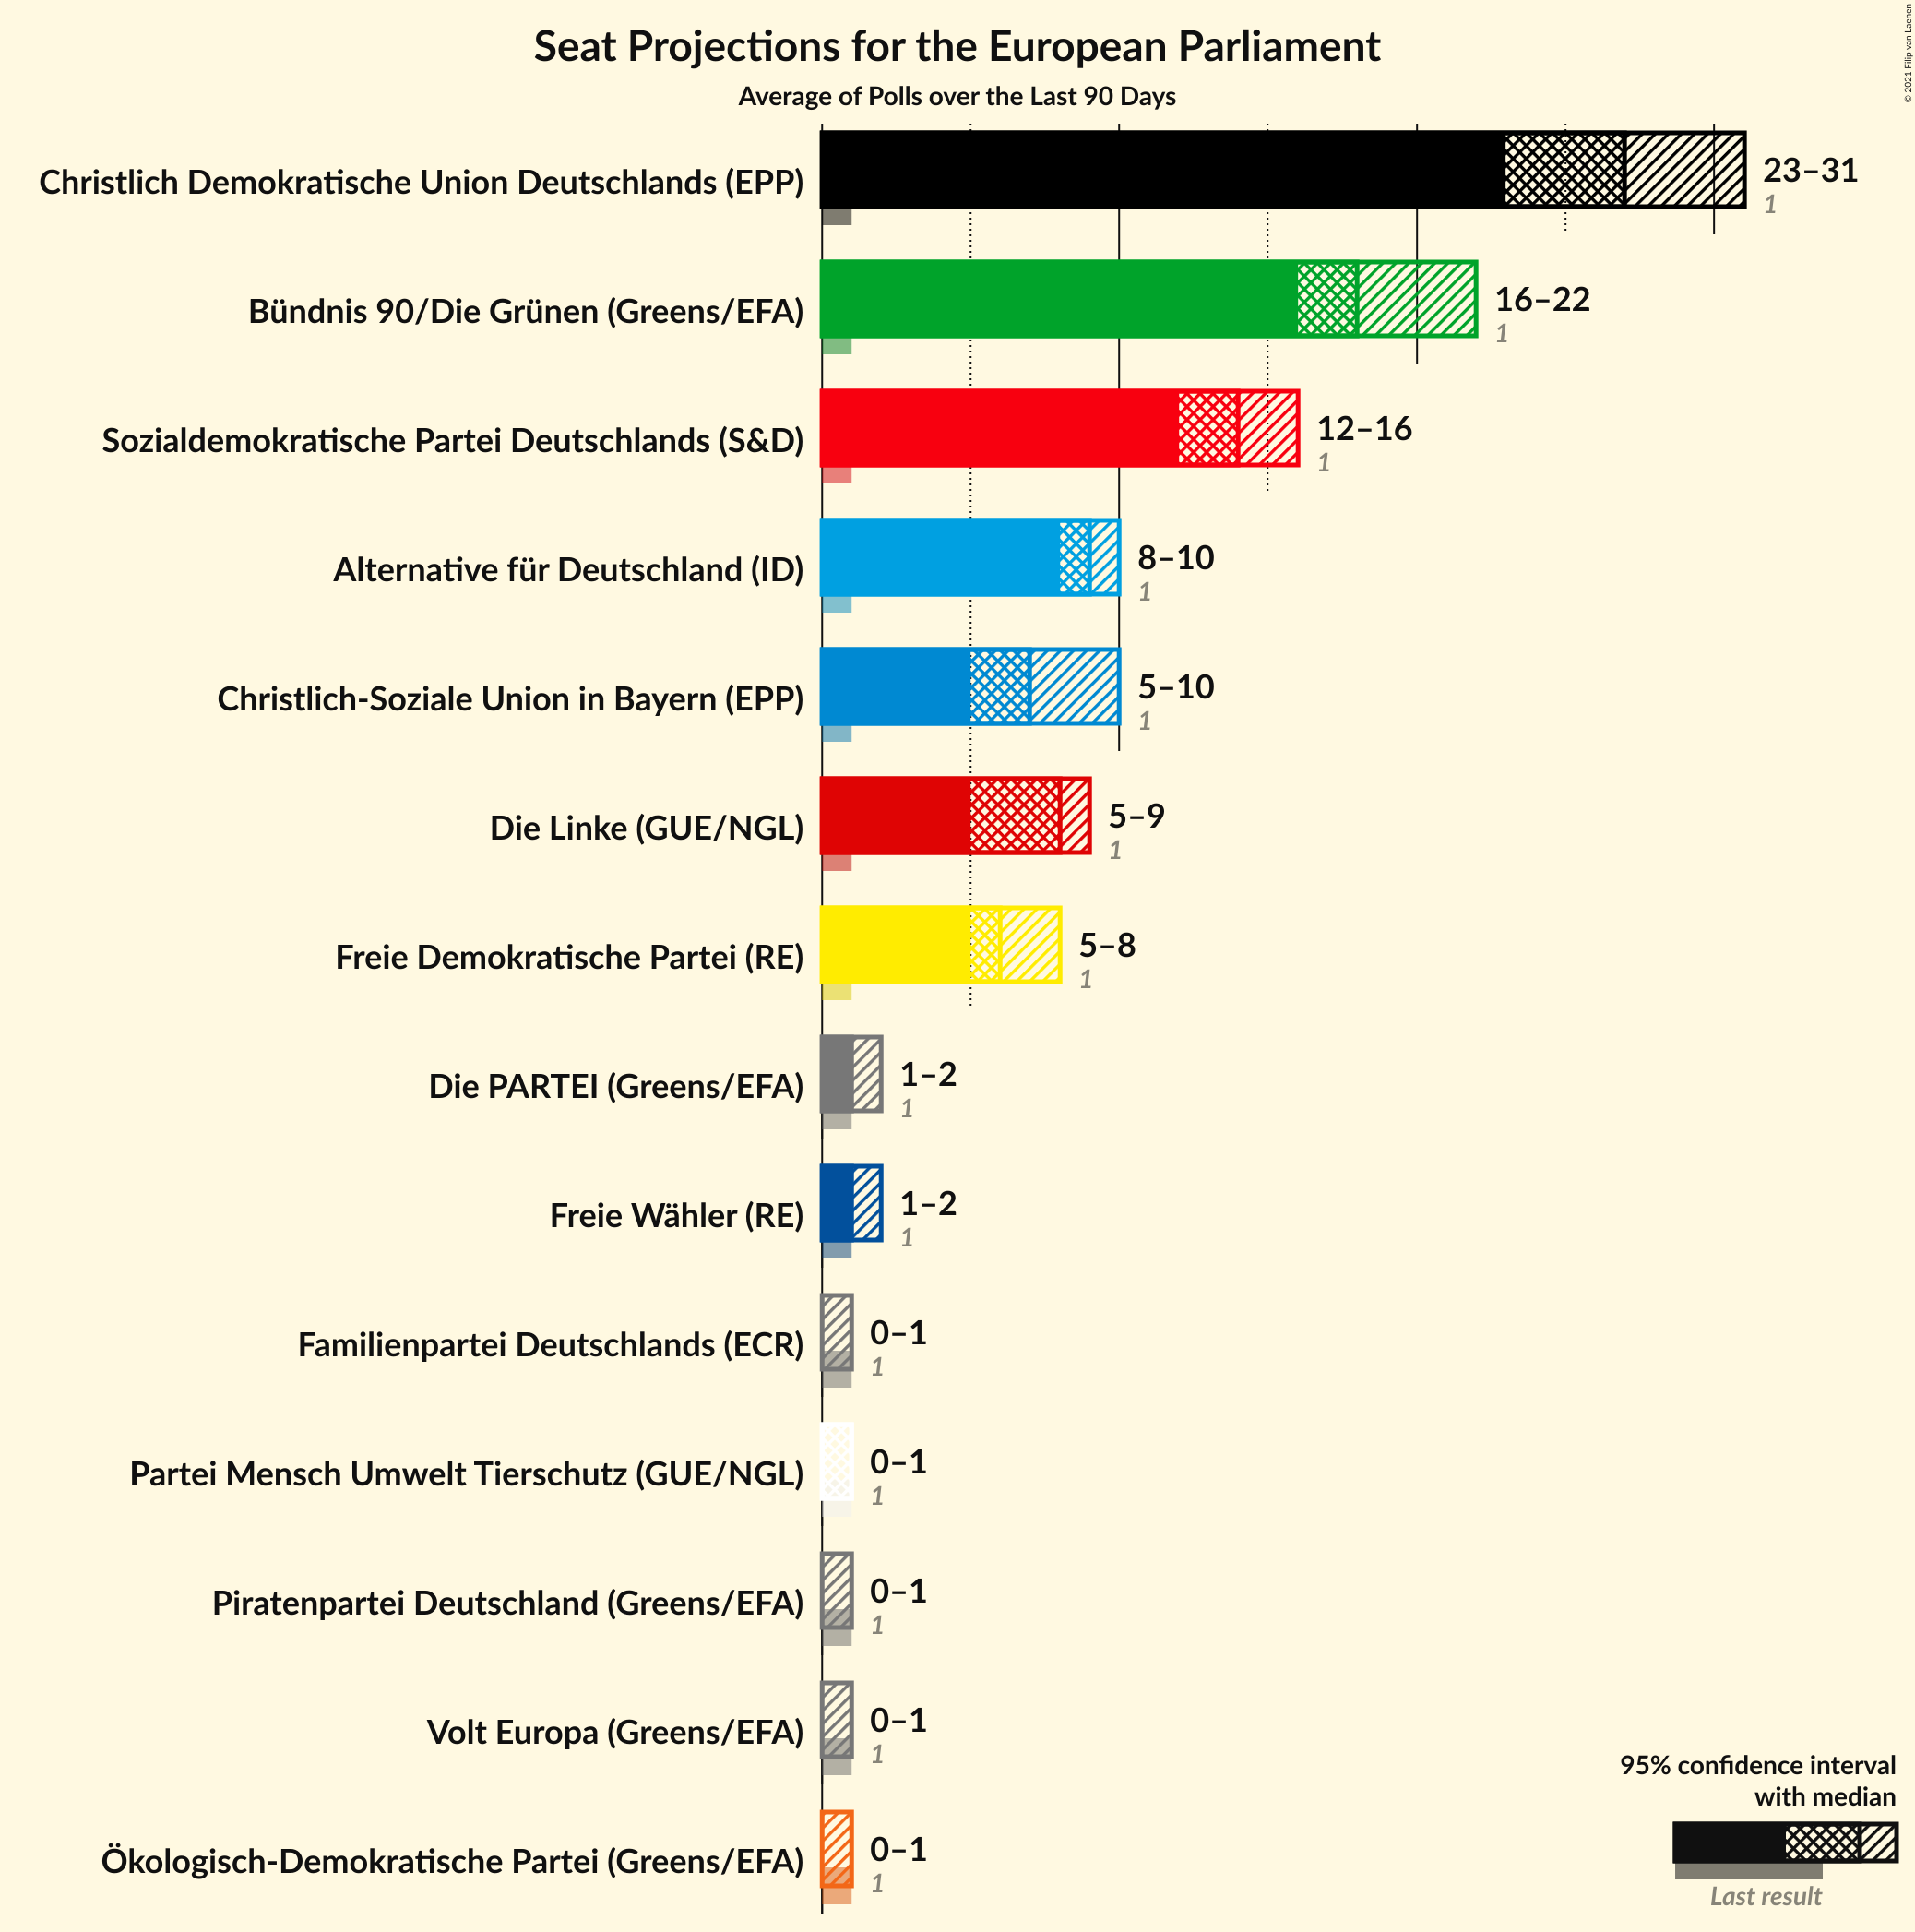 Seat Projections for the European Parliament
Average of Polls over the Last 90 Days
© 2021 Filip van Laenen
Christlich Demokratische Union Deutschlands (EPP)
23–31
1
Bündnis 90/Die Grünen (Greens/EFA)
16–22
1
Sozialdemokratische Partei Deutschlands (S&D)
12–16
1
Alternative für Deutschland (ID)
8–10
1
Christlich-Soziale Union in Bayern (EPP)
5–10
1
Die Linke (GUE/NGL)
5–9
1
Freie Demokratische Partei (RE)
5–8
1
Die PARTEI (Greens/EFA)
1–2
1
Freie Wähler (RE)
1–2
1
Familienpartei Deutschlands (ECR)
0–1
1
Partei Mensch Umwelt Tierschutz (GUE/NGL)
0–1
1
Piratenpartei Deutschland (Greens/EFA)
0–1
1
Volt Europa (Greens/EFA)
0–1
1
Ökologisch-Demokratische Partei (Greens/EFA)
0–1
1
95% confidence interval
with median
Last result